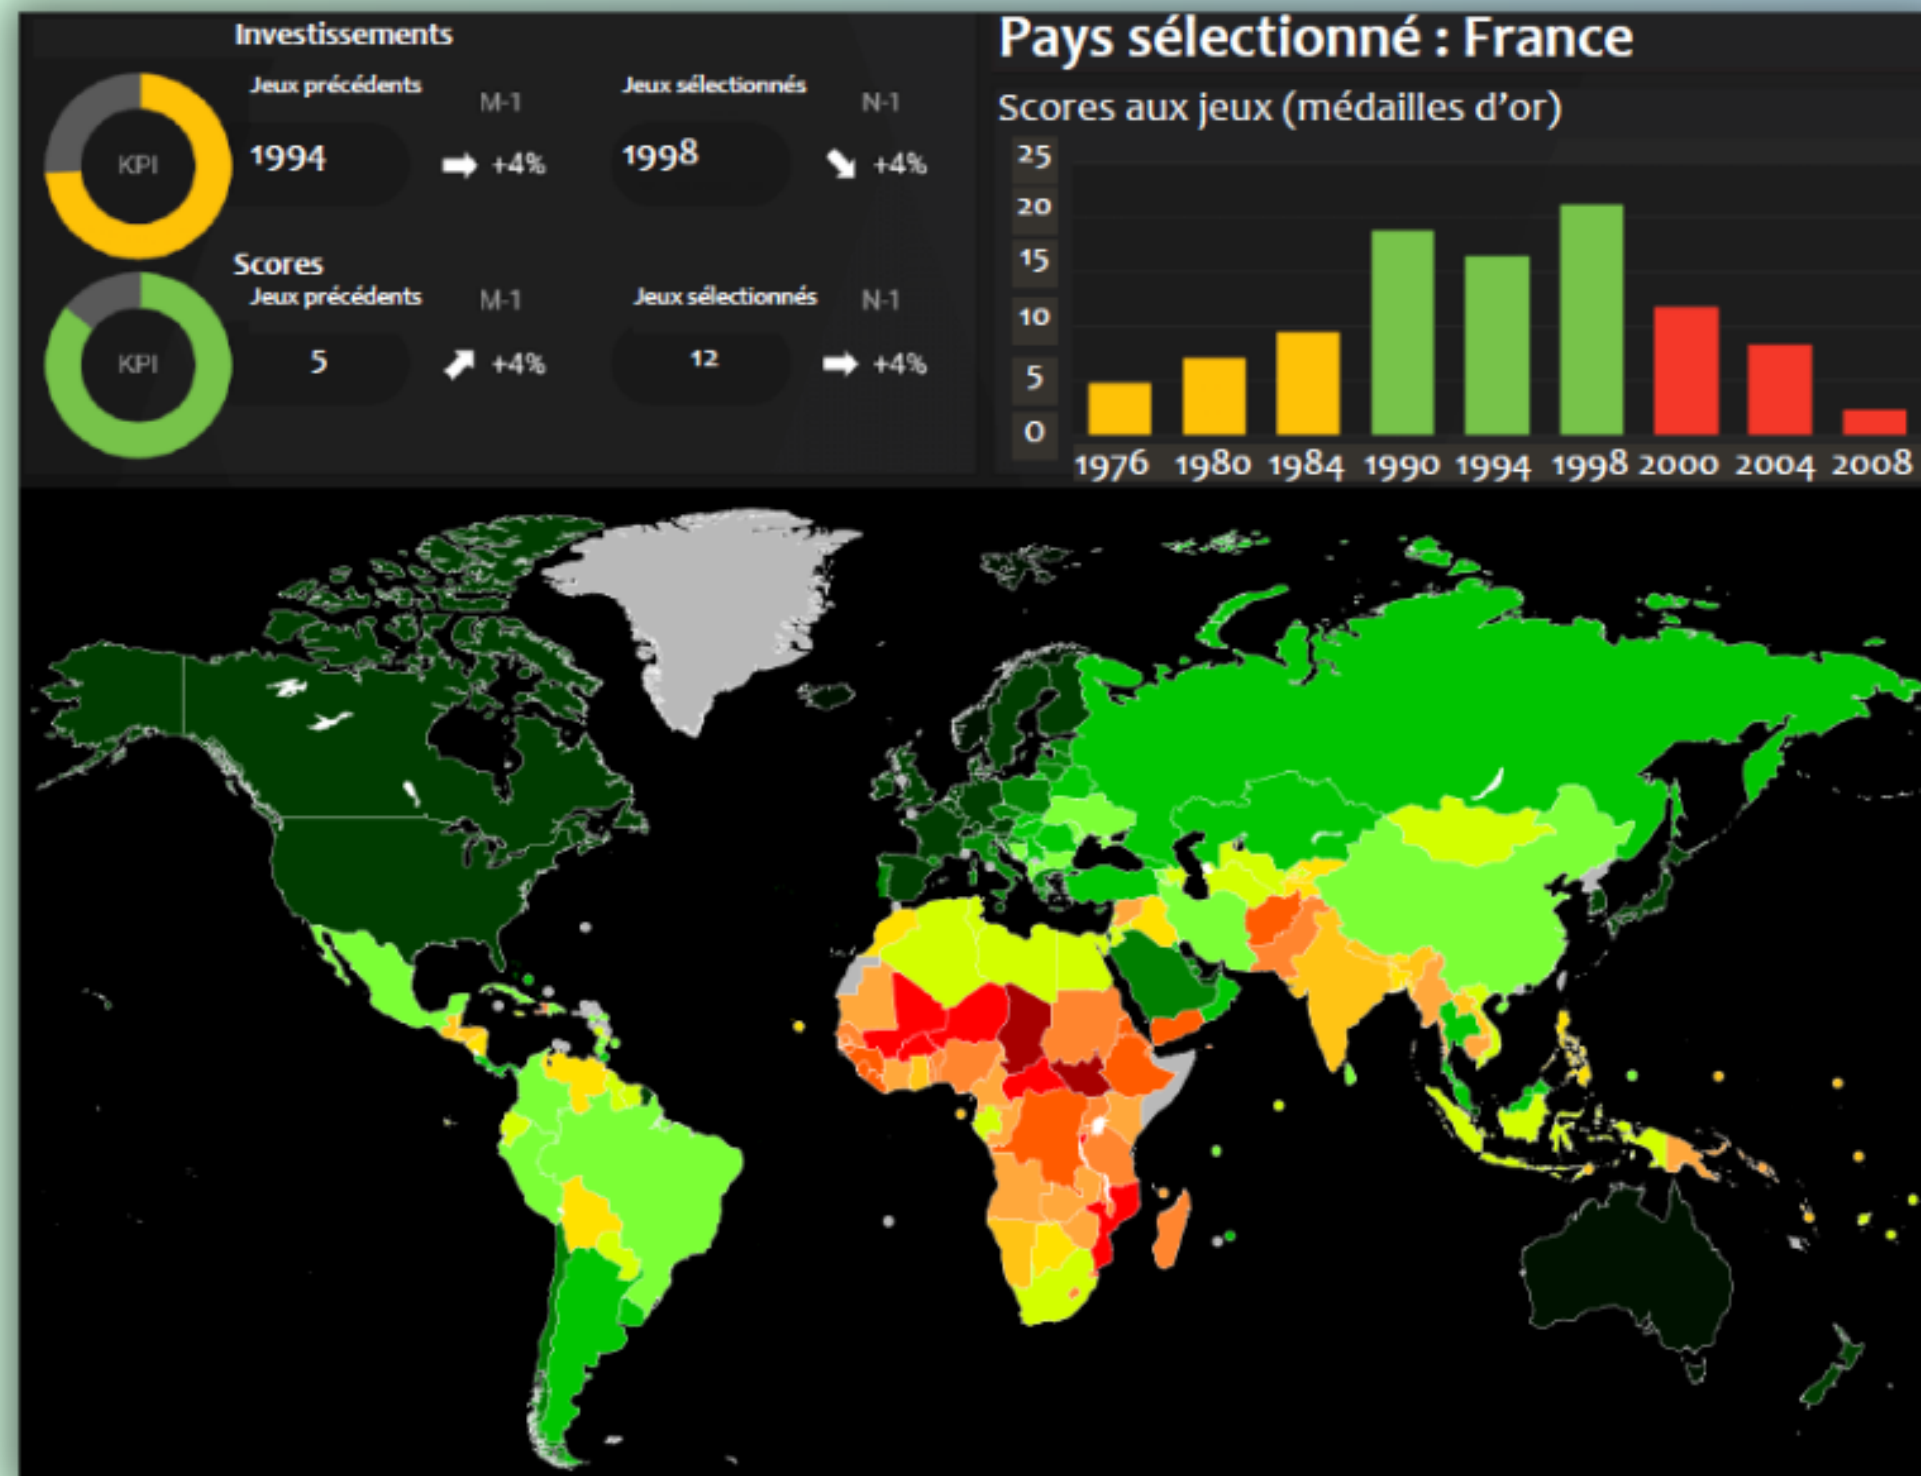 Investissements
Jeux précédents M-1 Jeux sélectionnés N-1
KPI 1994 +4% 1998 +4%
Scores
Jeux précédents M-1 Jeux sélectionnés N-1
KPI 5 +4% 12 +4%
Pays sélectionné : France
Scores aux jeux (médailles d’or)
25
20
15
10
5
0
1976 1980 1984 1990 1994 1998 2000 2004 2008